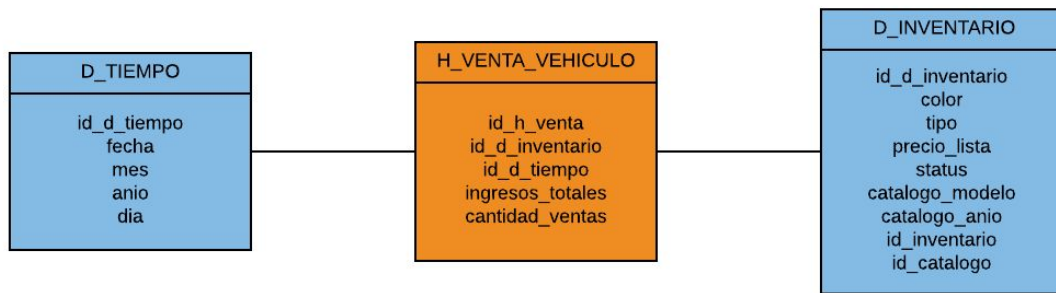 D_TIEMPO
id_d_tiempo
fecha
mes
anio
dia
H_VENTA_VEHICULO
id_h_venta
id_d_inventario
id_d_tiempo
ingresos_totales
cantidad_ventas
D_INVENTARIO
id_d_inventario
color
tipo
precio_lista
status
catalogo_modelo
catalogo_anio
id_inventario
id_catalogo